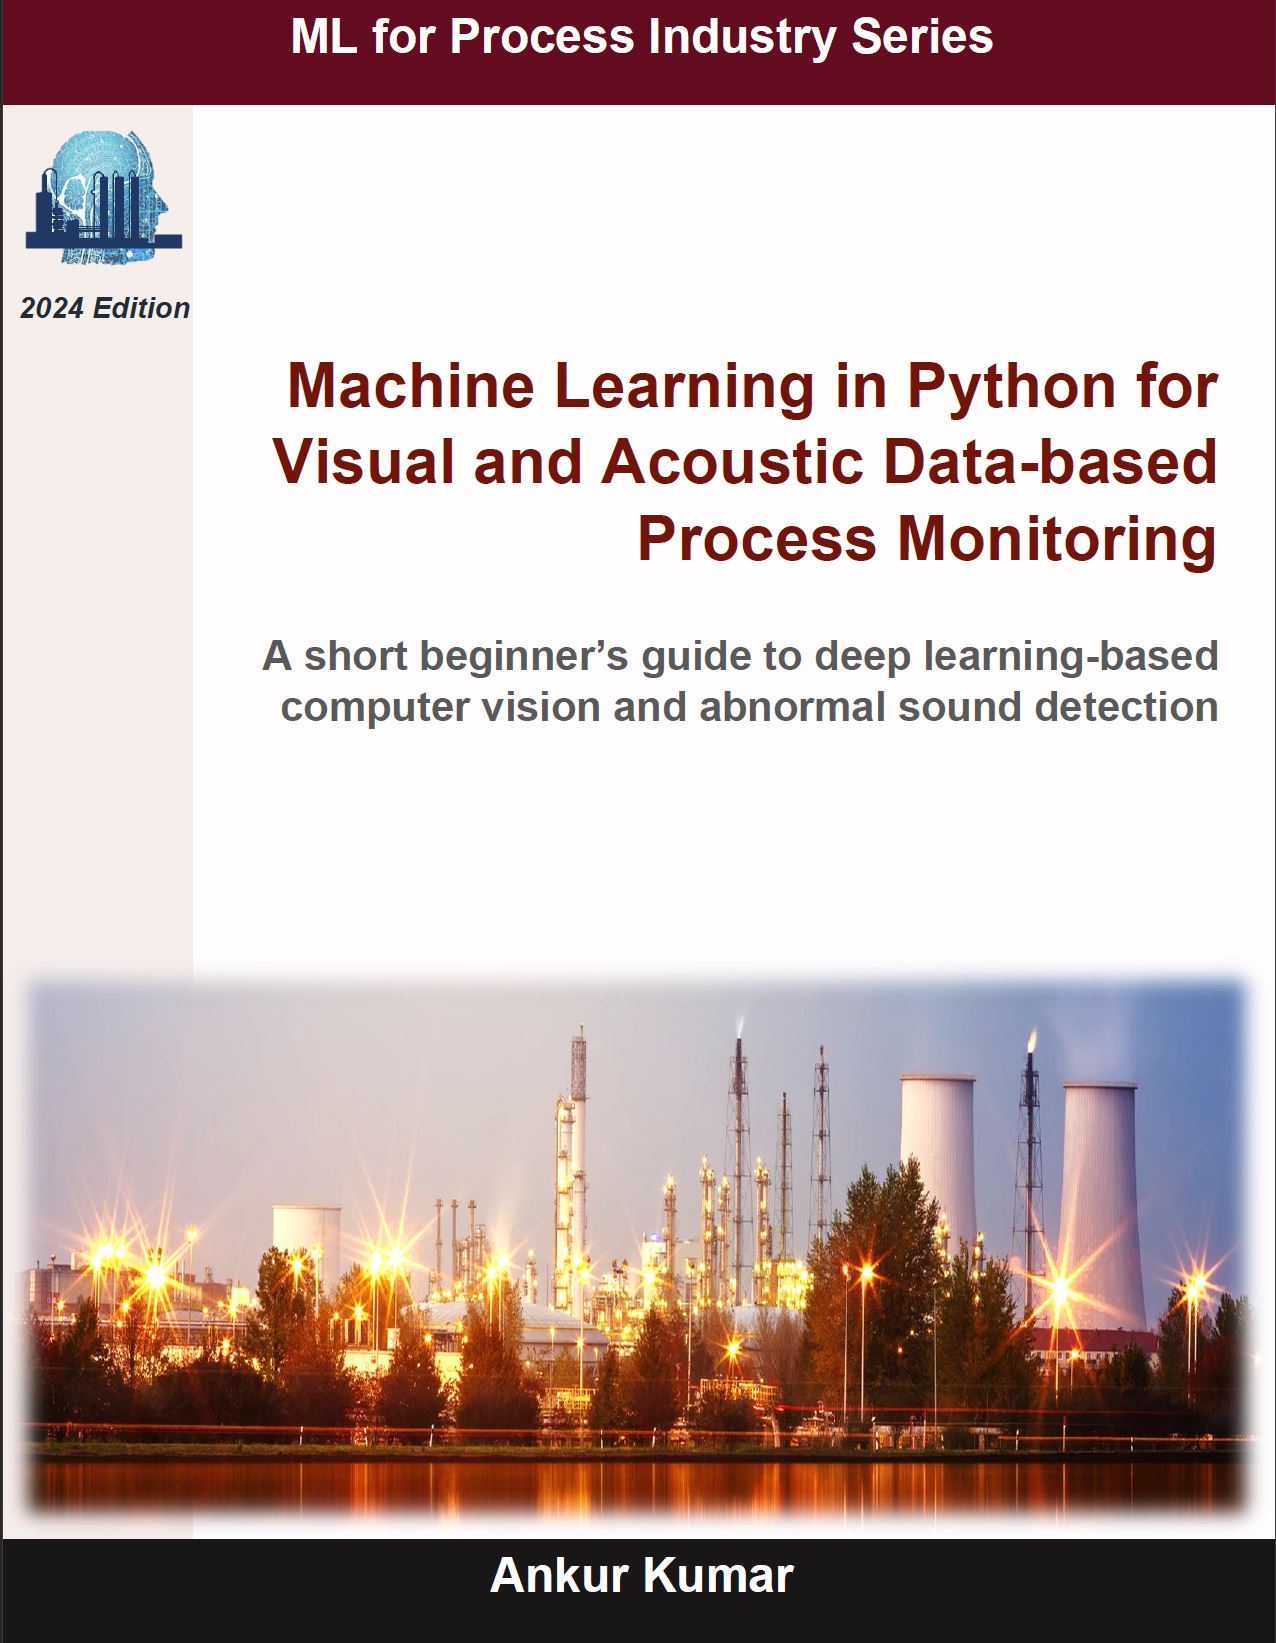 ML for Process Industry Series
2024 Edition
Machine Learning in Python for
Visual and Acoustic Data-based
Process Monitoring
A short beginner’s guide to deep learning-based
computer vision and abnormal sound detection
Ankur Kumar